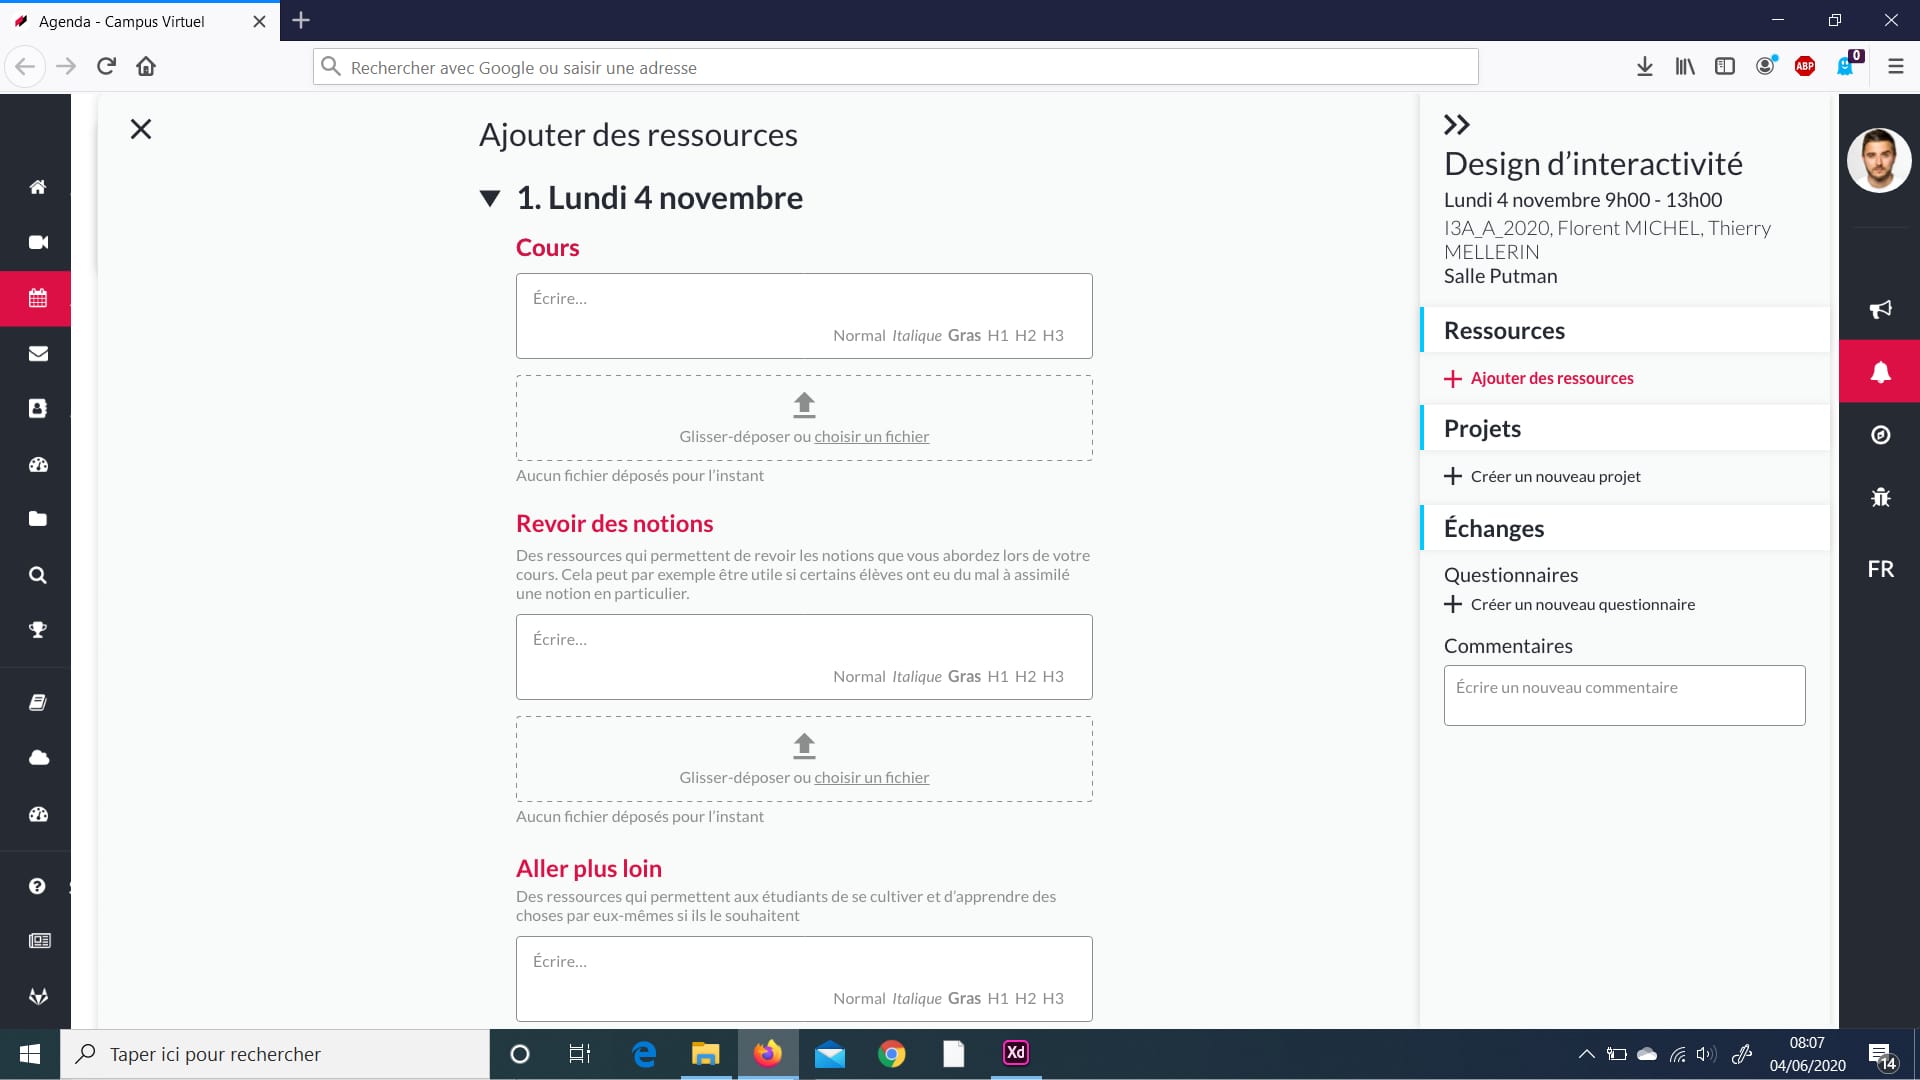 Agenda - Campus Virtuel
Rechercher avec Google ou saisir une adresse
ABP
0
Ajouter des ressources
1. Lundi 4 novembre
Cours
Écrire...
Normal Italique Gras H1 H2 H3
Glisser-déposer ou choisir un fichier
Aucun fichier déposés pour l’instant
Revoir des notions
Des ressources qui permettent de revoir les notions que vous abordez lors de votre
cours. Cela peut par exemple être utile si certains élèves ont eu du mal à assimilé
une notion en particulier.
Écrire...
Normal Italique Gras H1 H2 H3
Glisser-déposer ou choisir un fichier
Aucun fichier déposés pour l’instant
Aller plus loin
Des ressources qui permettent aux étudiants de se cultiver et d’apprendre des
choses par eux-mêmes si ils le souhaitent
Écrire...
Normal Italique Gras H1 H2 H3
Design d’interactivité
Lundi 4 novembre 9h00 - 13h00
I3A_A_2020, Florent MICHEL, Thierry
MELLERIN
Salle Putman
Ressources
Ajouter des ressources
Projets
Créer un nouveau projet
Échanges
Questionnaires
Créer un nouveau questionnaire
Commentaires
Écrire un nouveau commentaire
FR
Taper ici pour rechercher
Xd
08:07
04/06/2020
14